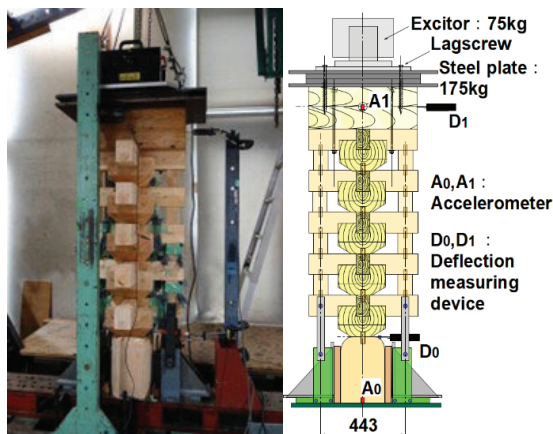 Excitor : 75kg
Lagscrew
Steel plate :
175kg
A1
D1
A0,A1 :
Accelerometer
D0,D1 :
Deflection
measuring
device
D0
A0
443